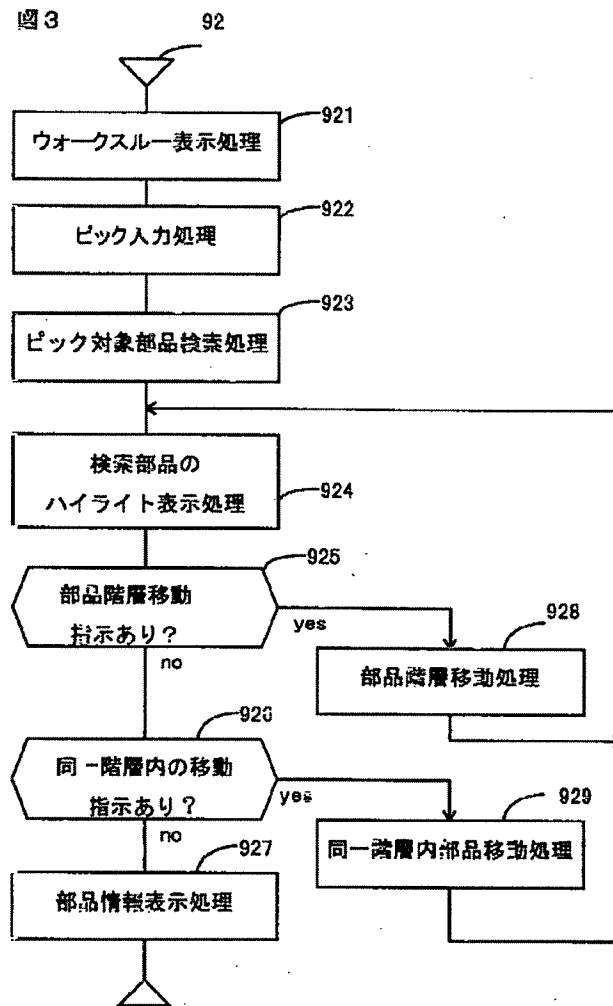 図3
92
921
ウォークスルー表示処理
922
ピック入力処理
923
ピック対象部品検索処理
検索部品の
ハイライト表示処理
924
925
部品階層移動
指示あり?
yes
no
928
部品階層移動処理
926
同一階層内の移動
指示あり?
yes
no
929
同一階層内部品移動処理
927
部品情報表示処理